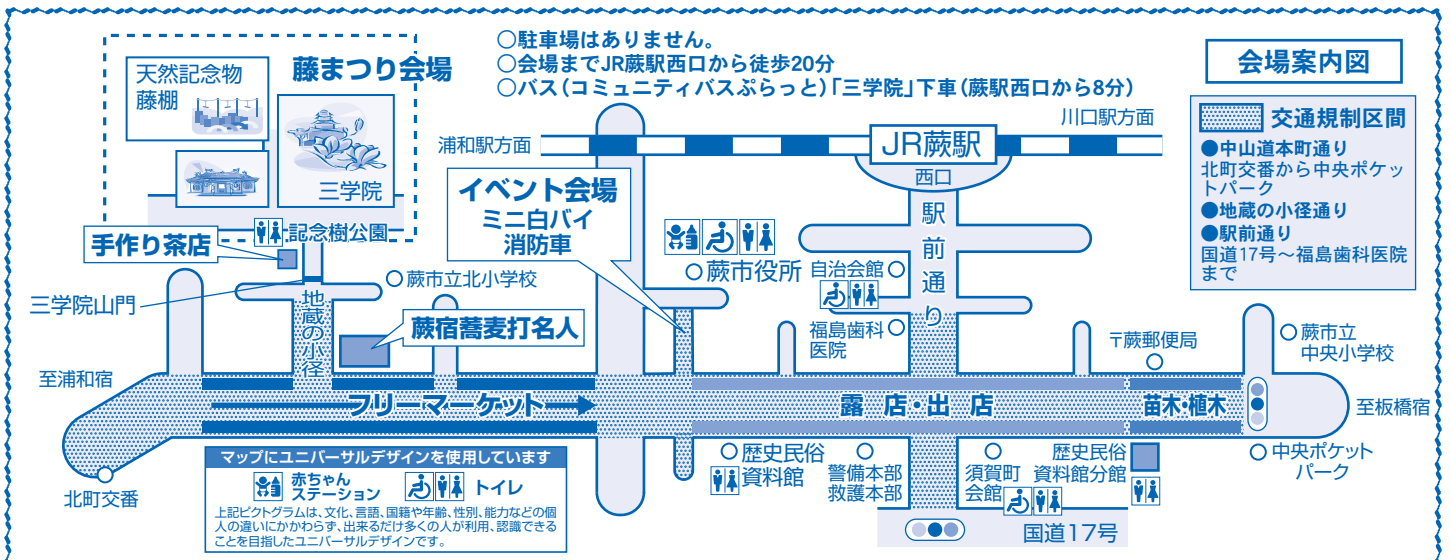 ○駐車場はありません。
○会場までJR蕨駅西口から徒歩20分
○バス(コミュニティバスぷらっと)「三学院」下車(蕨駅西口から8分)
会場案内図
交通規制区間
●中山道本町通り
北町交番から中央ポケッ
トパーク
●地蔵の小径通り
●駅前通り
国道17号～福島歯科医院
まで
藤まつり会場
天然記念物
藤棚
三学院
記念樹公園
手作り茶店
三学院山門
地蔵の小径
蕨市立北小学校
蕨宿蕎麦打名人
イベント会場
ミニ白バイ
消防車
浦和駅方面
川口駅方面
JR蕨駅
西口
駅前通り
蕨市役所
自治会館
福島歯科
医院
〒蕨郵便局
蕨市立
中央小学校
至浦和宿
フリーマーケット
露店・出店
苗木・植木
至板橋宿
北町交番
歴史民俗
資料館
警備本部
救護本部
須賀町
会館
歴史民俗
資料館分館
中央ポケット
パーク
国道17号
マップにユニバーサルデザインを使用しています
赤ちゃん
ステーション
トイレ
上記ピクトグラムは、文化、言語、国籍や年齢、性別、能力などの個
人の違いにかかわらず、出来るだけ多くの人が利用、認識できる
ことを目指したユニバーサルデザインです。